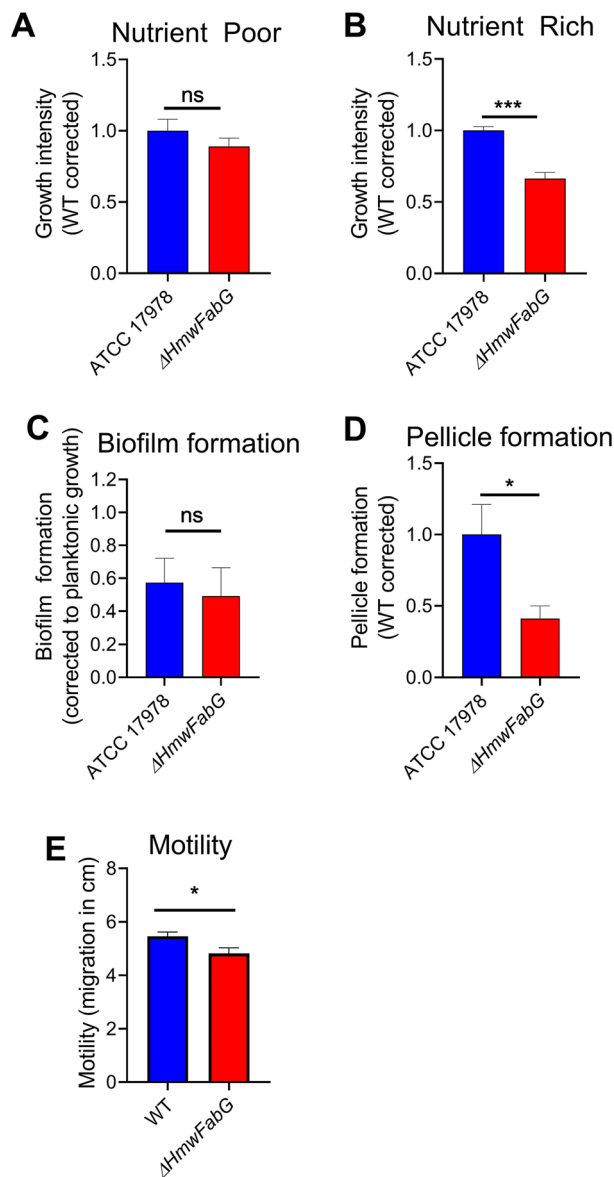 A
Nutrient Poor
Growth intensity
(WT corrected)
1.5
1.0
0.5
0.0
ns
ATCC 17978
ΔHmwFabG
B
Nutrient Rich
Growth intensity
(WT corrected)
1.5
1.0
0.5
0.0
***
ATCC 17978
ΔHmwFabG
C
Biofilm formation
Biofilm formation
(corrected to planktonic growth)
1.2
1.0
0.8
0.6
0.4
0.2
0.0
ns
ATCC 17978
ΔHmwFabG
D
Pellicle formation
Pellicle formation
(WT corrected)
1.5
1.0
0.5
0.0
*
ATCC 17978
ΔHmwFabG
E
Motility
Motility (migration in cm)
8
6
4
2
0
*
WT
ΔHmwFabG